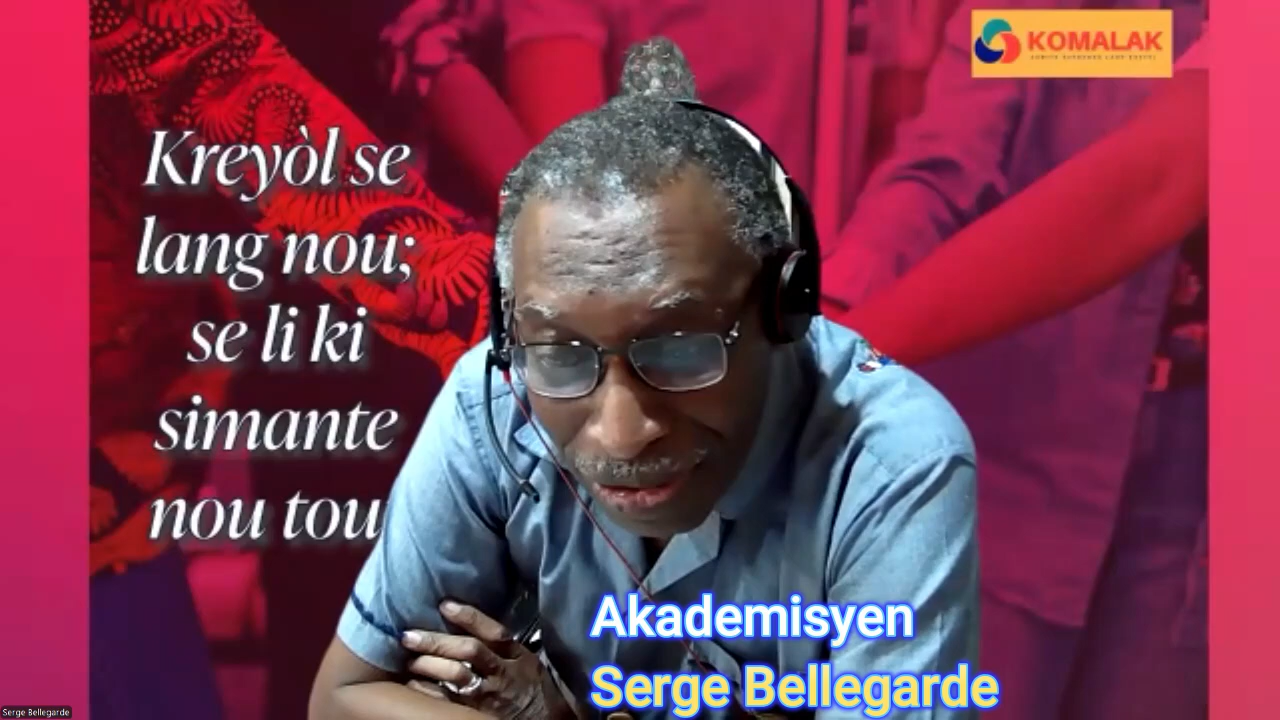 KOMALAK
Kreyòl se
lang nou;
se li ki
simante
nou tou
Akademisyen
Serge Bellegarde
Serge Bellegarde